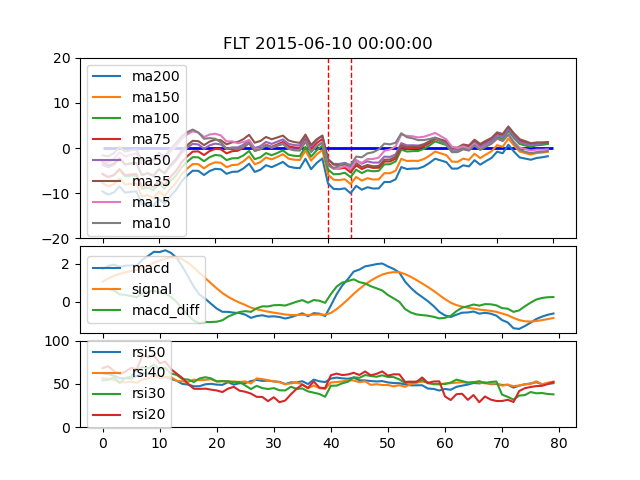 FLT 2015-06-10 00:00:00
20
10
0
−10
−20
ma200
ma150
ma100
ma75
ma50
ma35
ma15
ma10
2
0
macd
signal
macd_diff
100
50
0
rsi50
rsi40
rsi30
rsi20
0 10 20 30 40 50 60 70 80